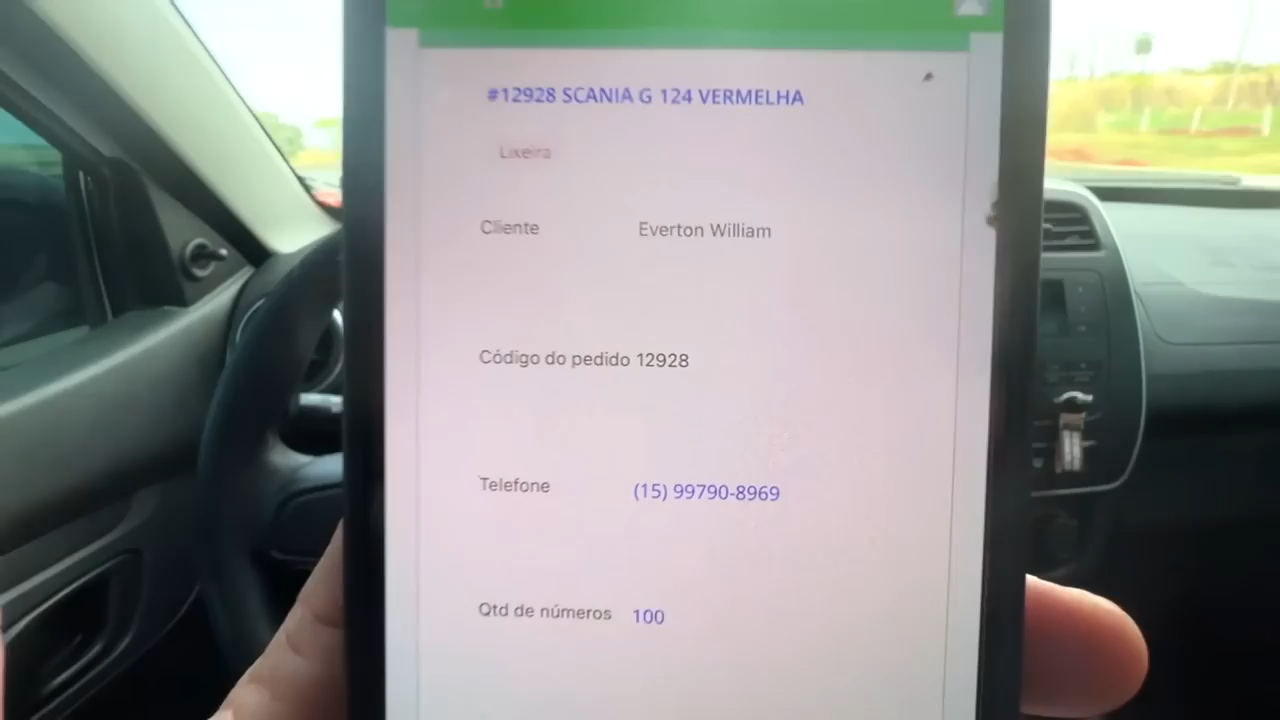 #12928 SCANIA G 124 VERMELHA
Lixeira
Cliente Everton William
Código do pedido 12928
Telefone (15) 99790-8969
Qtd de números 100